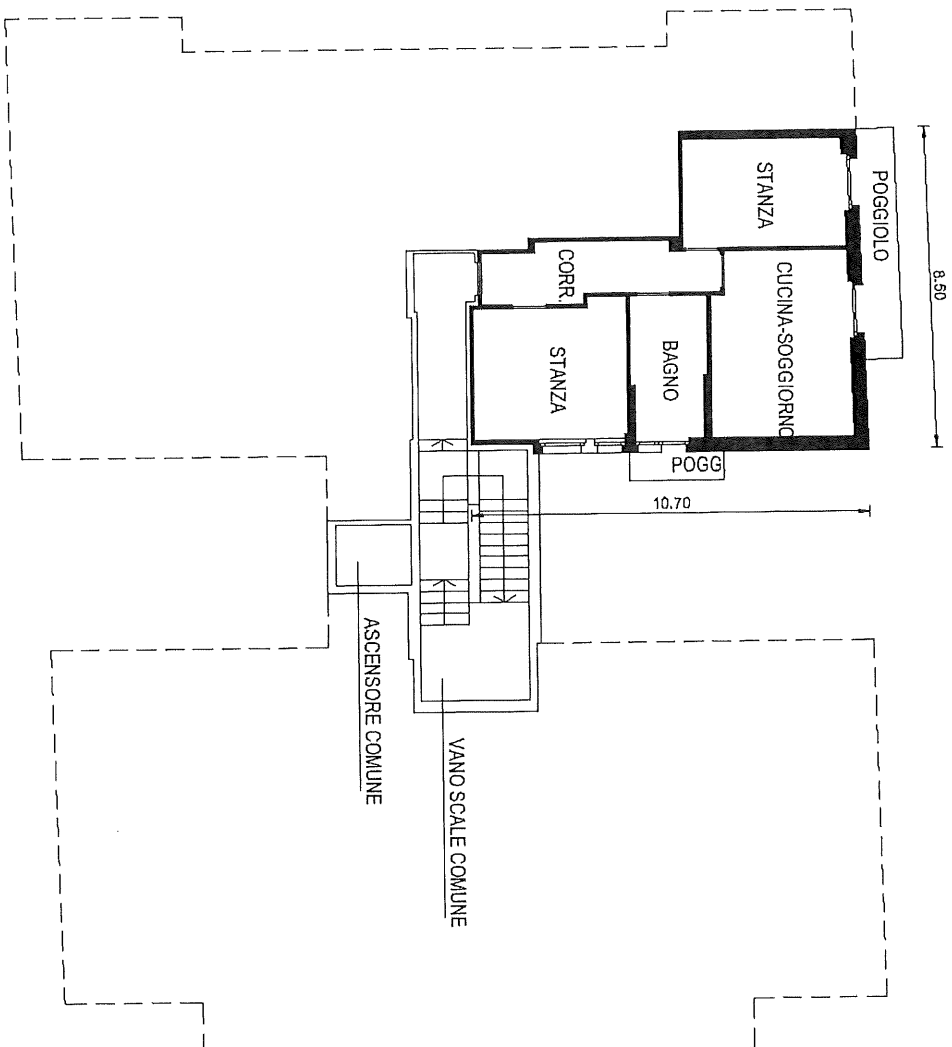 POGGIOLO
8.50
STANZA
CUCINA-SOGGIORNO
CORR.
BAGNO
STANZA
POGG
10.70
ASCENSORE COMUNE
VANO SCALE COMUNE